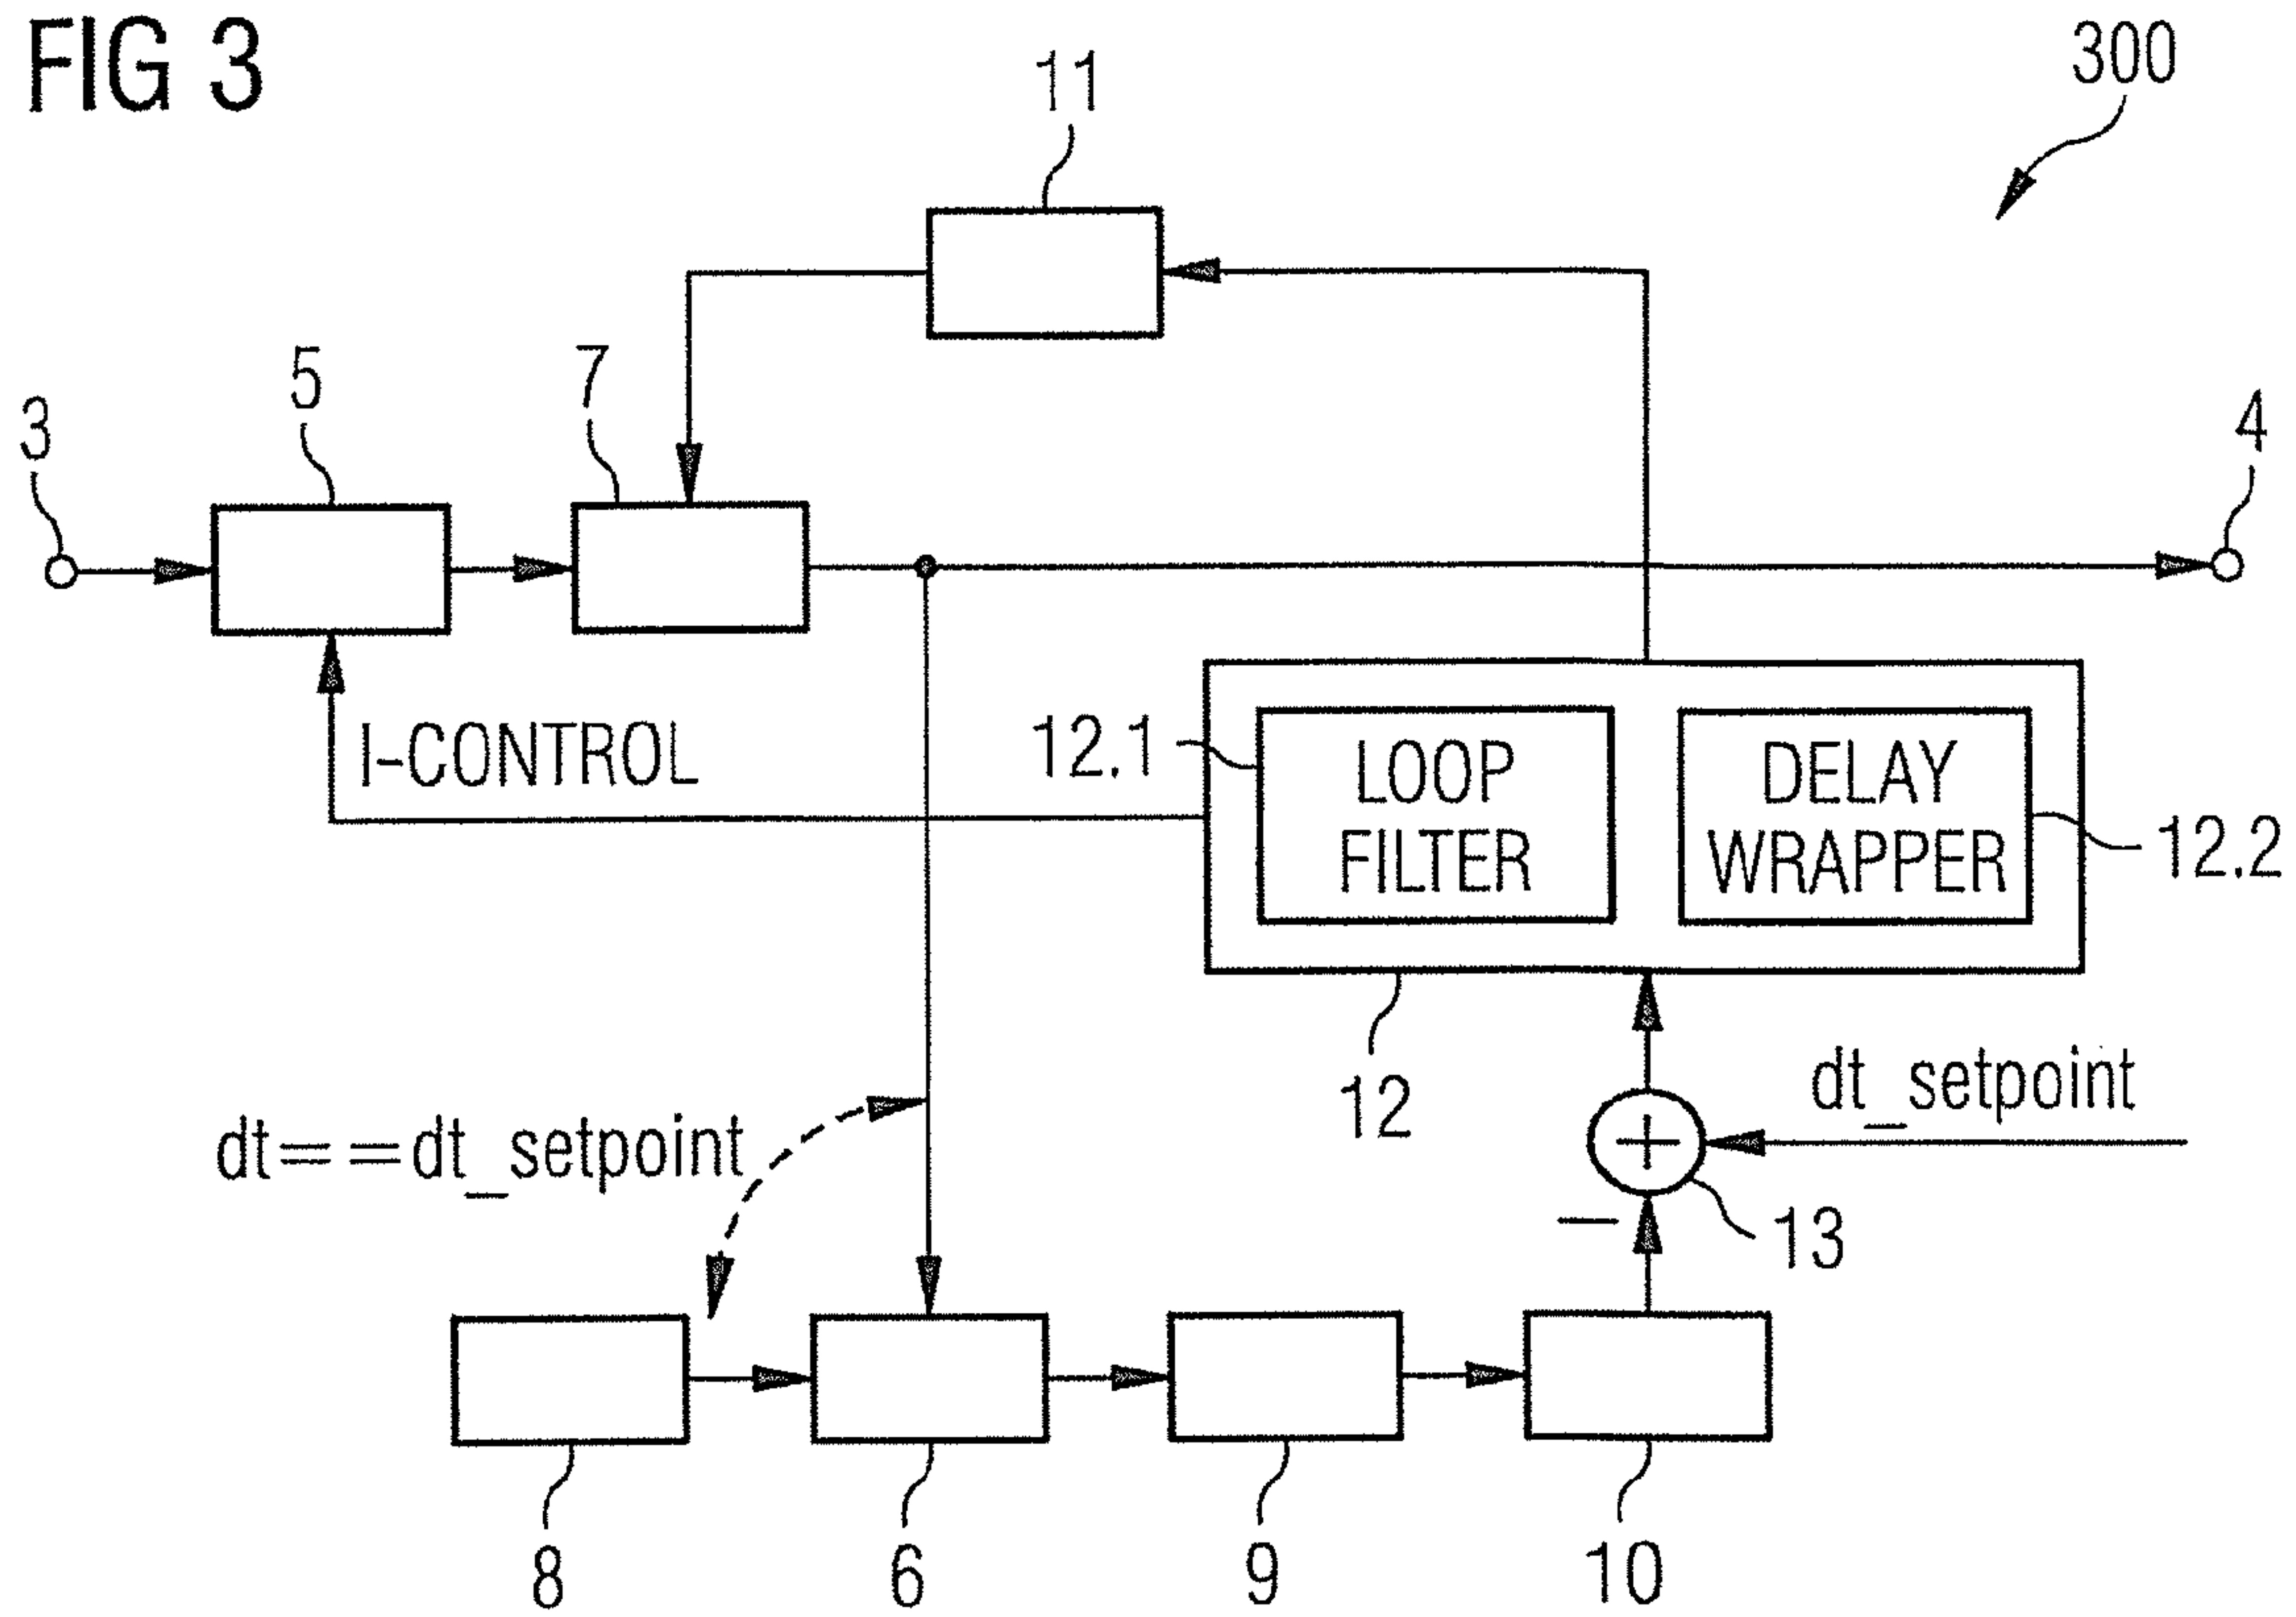 FIG 3
300
11
5
7
3
4
I-CONTROL
12.1
LOOP
FILTER
DELAY
WRAPPER
12.2
12
dt_setpoint
dt==dt_setpoint
+
−
13
8
6
9
10